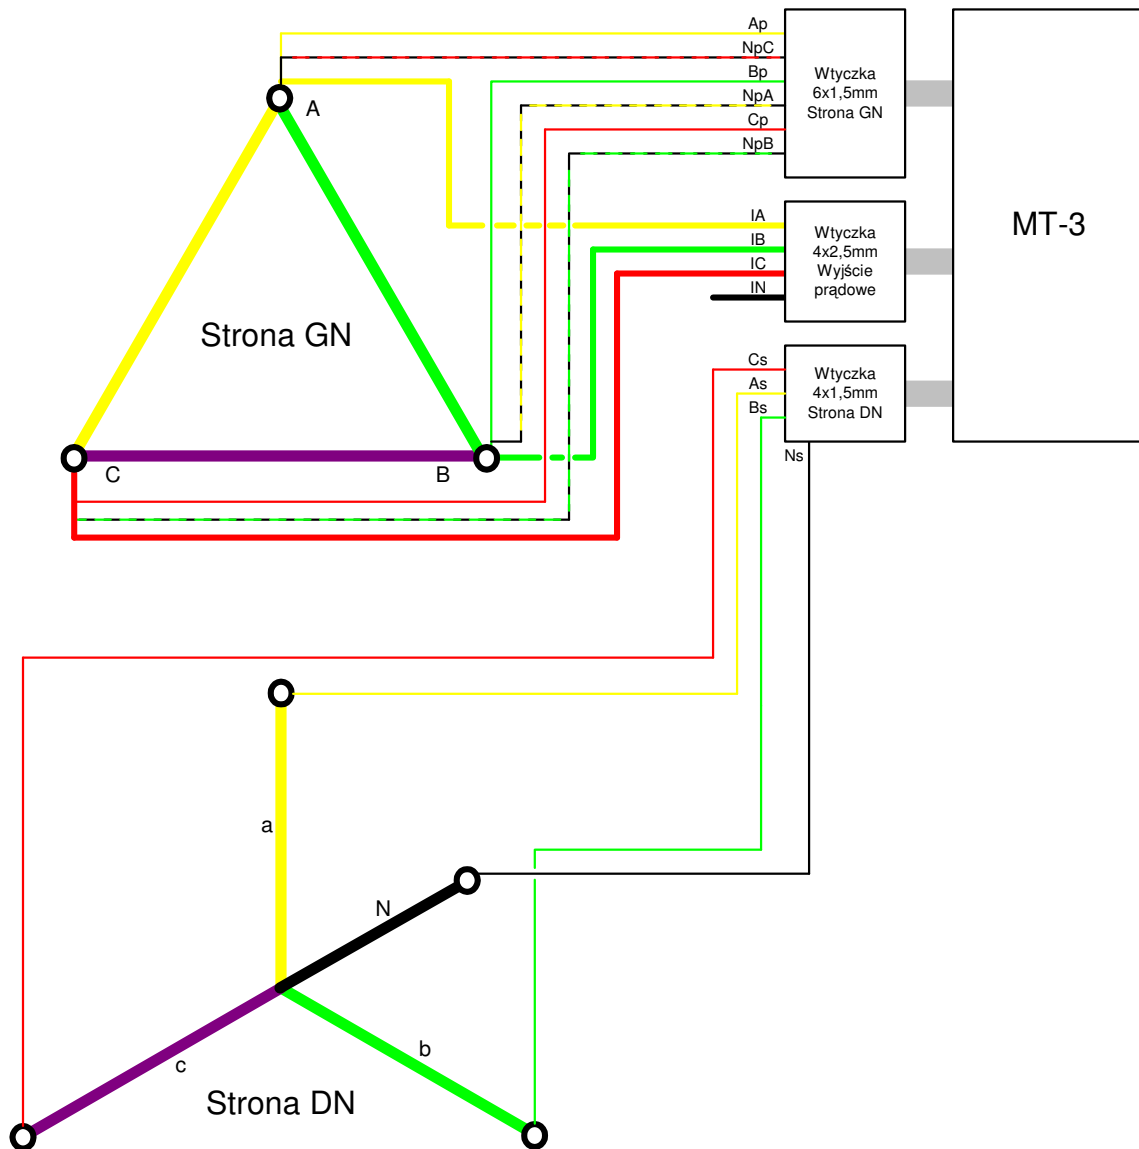 Ap
NpC
Bp
NpA
Cp
NpB
Wtyczka
6x1,5mm
Strona GN
MT-3
A
IA
IB
IC
IN
Wtyczka
4x2,5mm
Wyjście
prądowe
Strona GN
Cs
As
Bs
Wtyczka
4x1,5mm
Strona DN
Ns
C
B
a
N
b
c
Strona DN